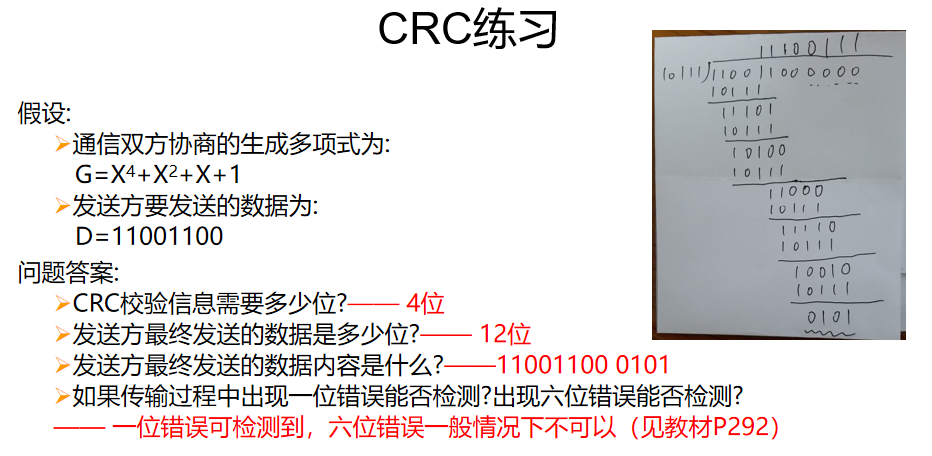 CRC练习
假设:
➢通信双方协商的生成多项式为:
G=X⁴+X²+X+1
➢发送方要发送的数据为:
D=11001100
问题答案:
➢CRC校验信息需要多少位?—— 4位
➢发送方最终发送的数据是多少位?—— 12位
➢发送方最终发送的数据内容是什么?——11001100 0101
➢如果传输过程中出现一位错误能否检测?出现六位错误能否检测?
—— 一位错误可检测到，六位错误一般情况下不可以（见教材P292）
11100111
10111)110011000000
10111
11101
10111
10100
10111
11000
10111
11110
10111
10010
10111
0101